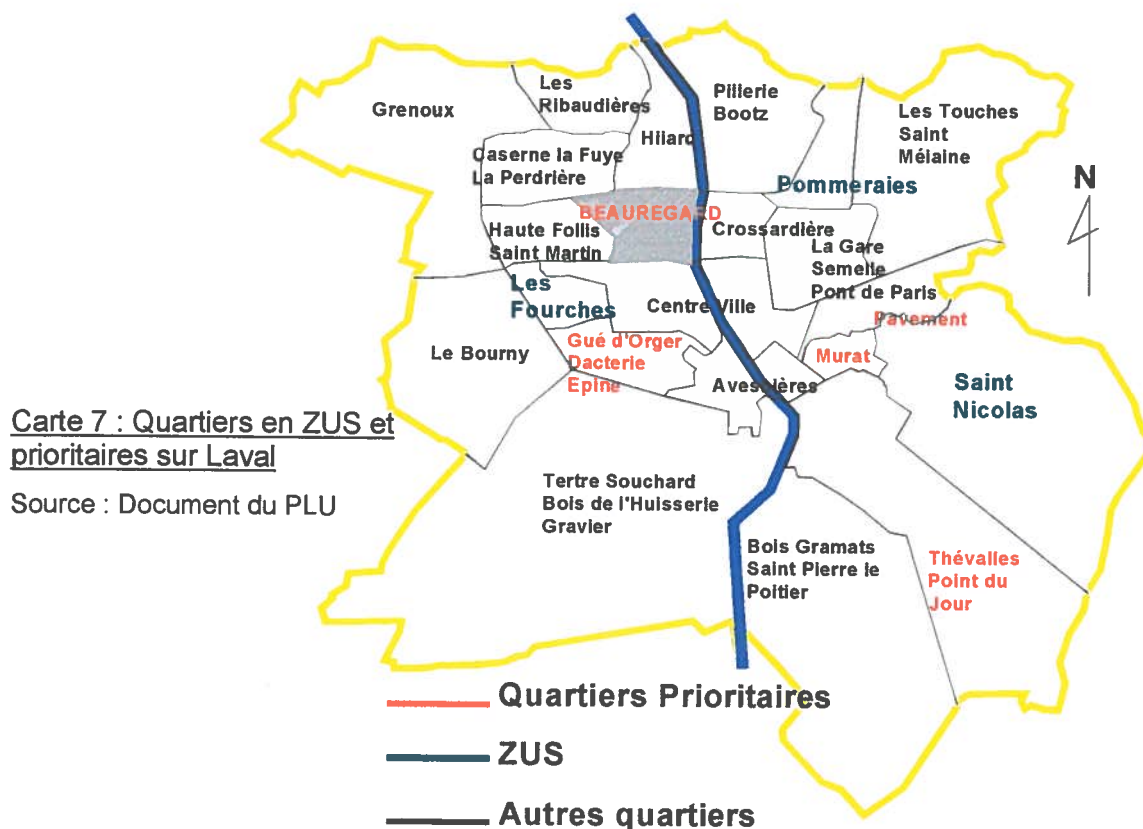 Grenoux
Les
Ribaudières
Pillerie
Bootz
Hilard
Les Touches
Saint
Mélaine
Caserne la Fuye
La Perdrière
Pommeraies
N
BEAUREGARD
Haute Follis
Saint Martin
Crossardière
La Gare
Semelle
Pont de Paris
Les
Fourches
Centre Ville
Pavement
Le Bourny
Gué d'Orger
Dacterie
Epine
Murat
Avesnières
Saint
Nicolas
Carte 7 : Quartiers en ZUS et
prioritaires sur Laval
Source : Document du PLU
Tertre Souchard
Bois de l'Huisserie
Gravier
Bois Gramats
Saint Pierre le
Poitier
Thévalles
Point du
Jour
Quartiers Prioritaires
ZUS
Autres quartiers